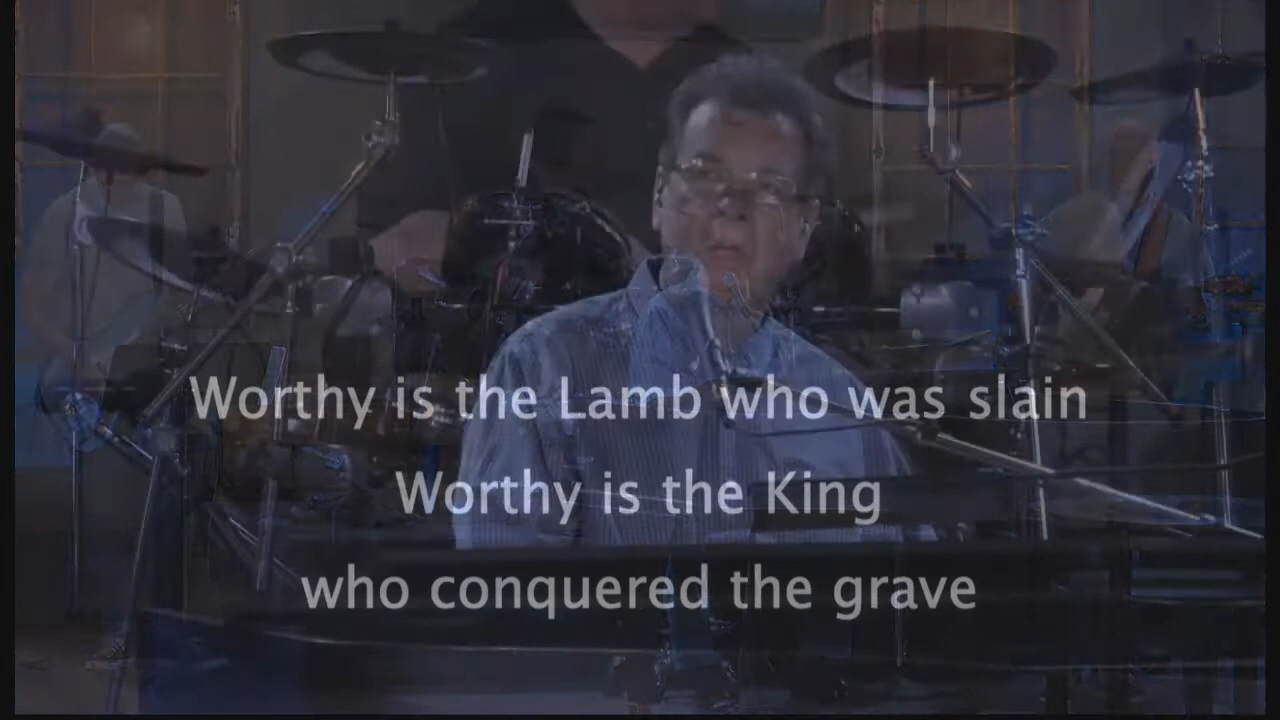 Worthy is the Lamb who was slain
Worthy is the King
who conquered the grave